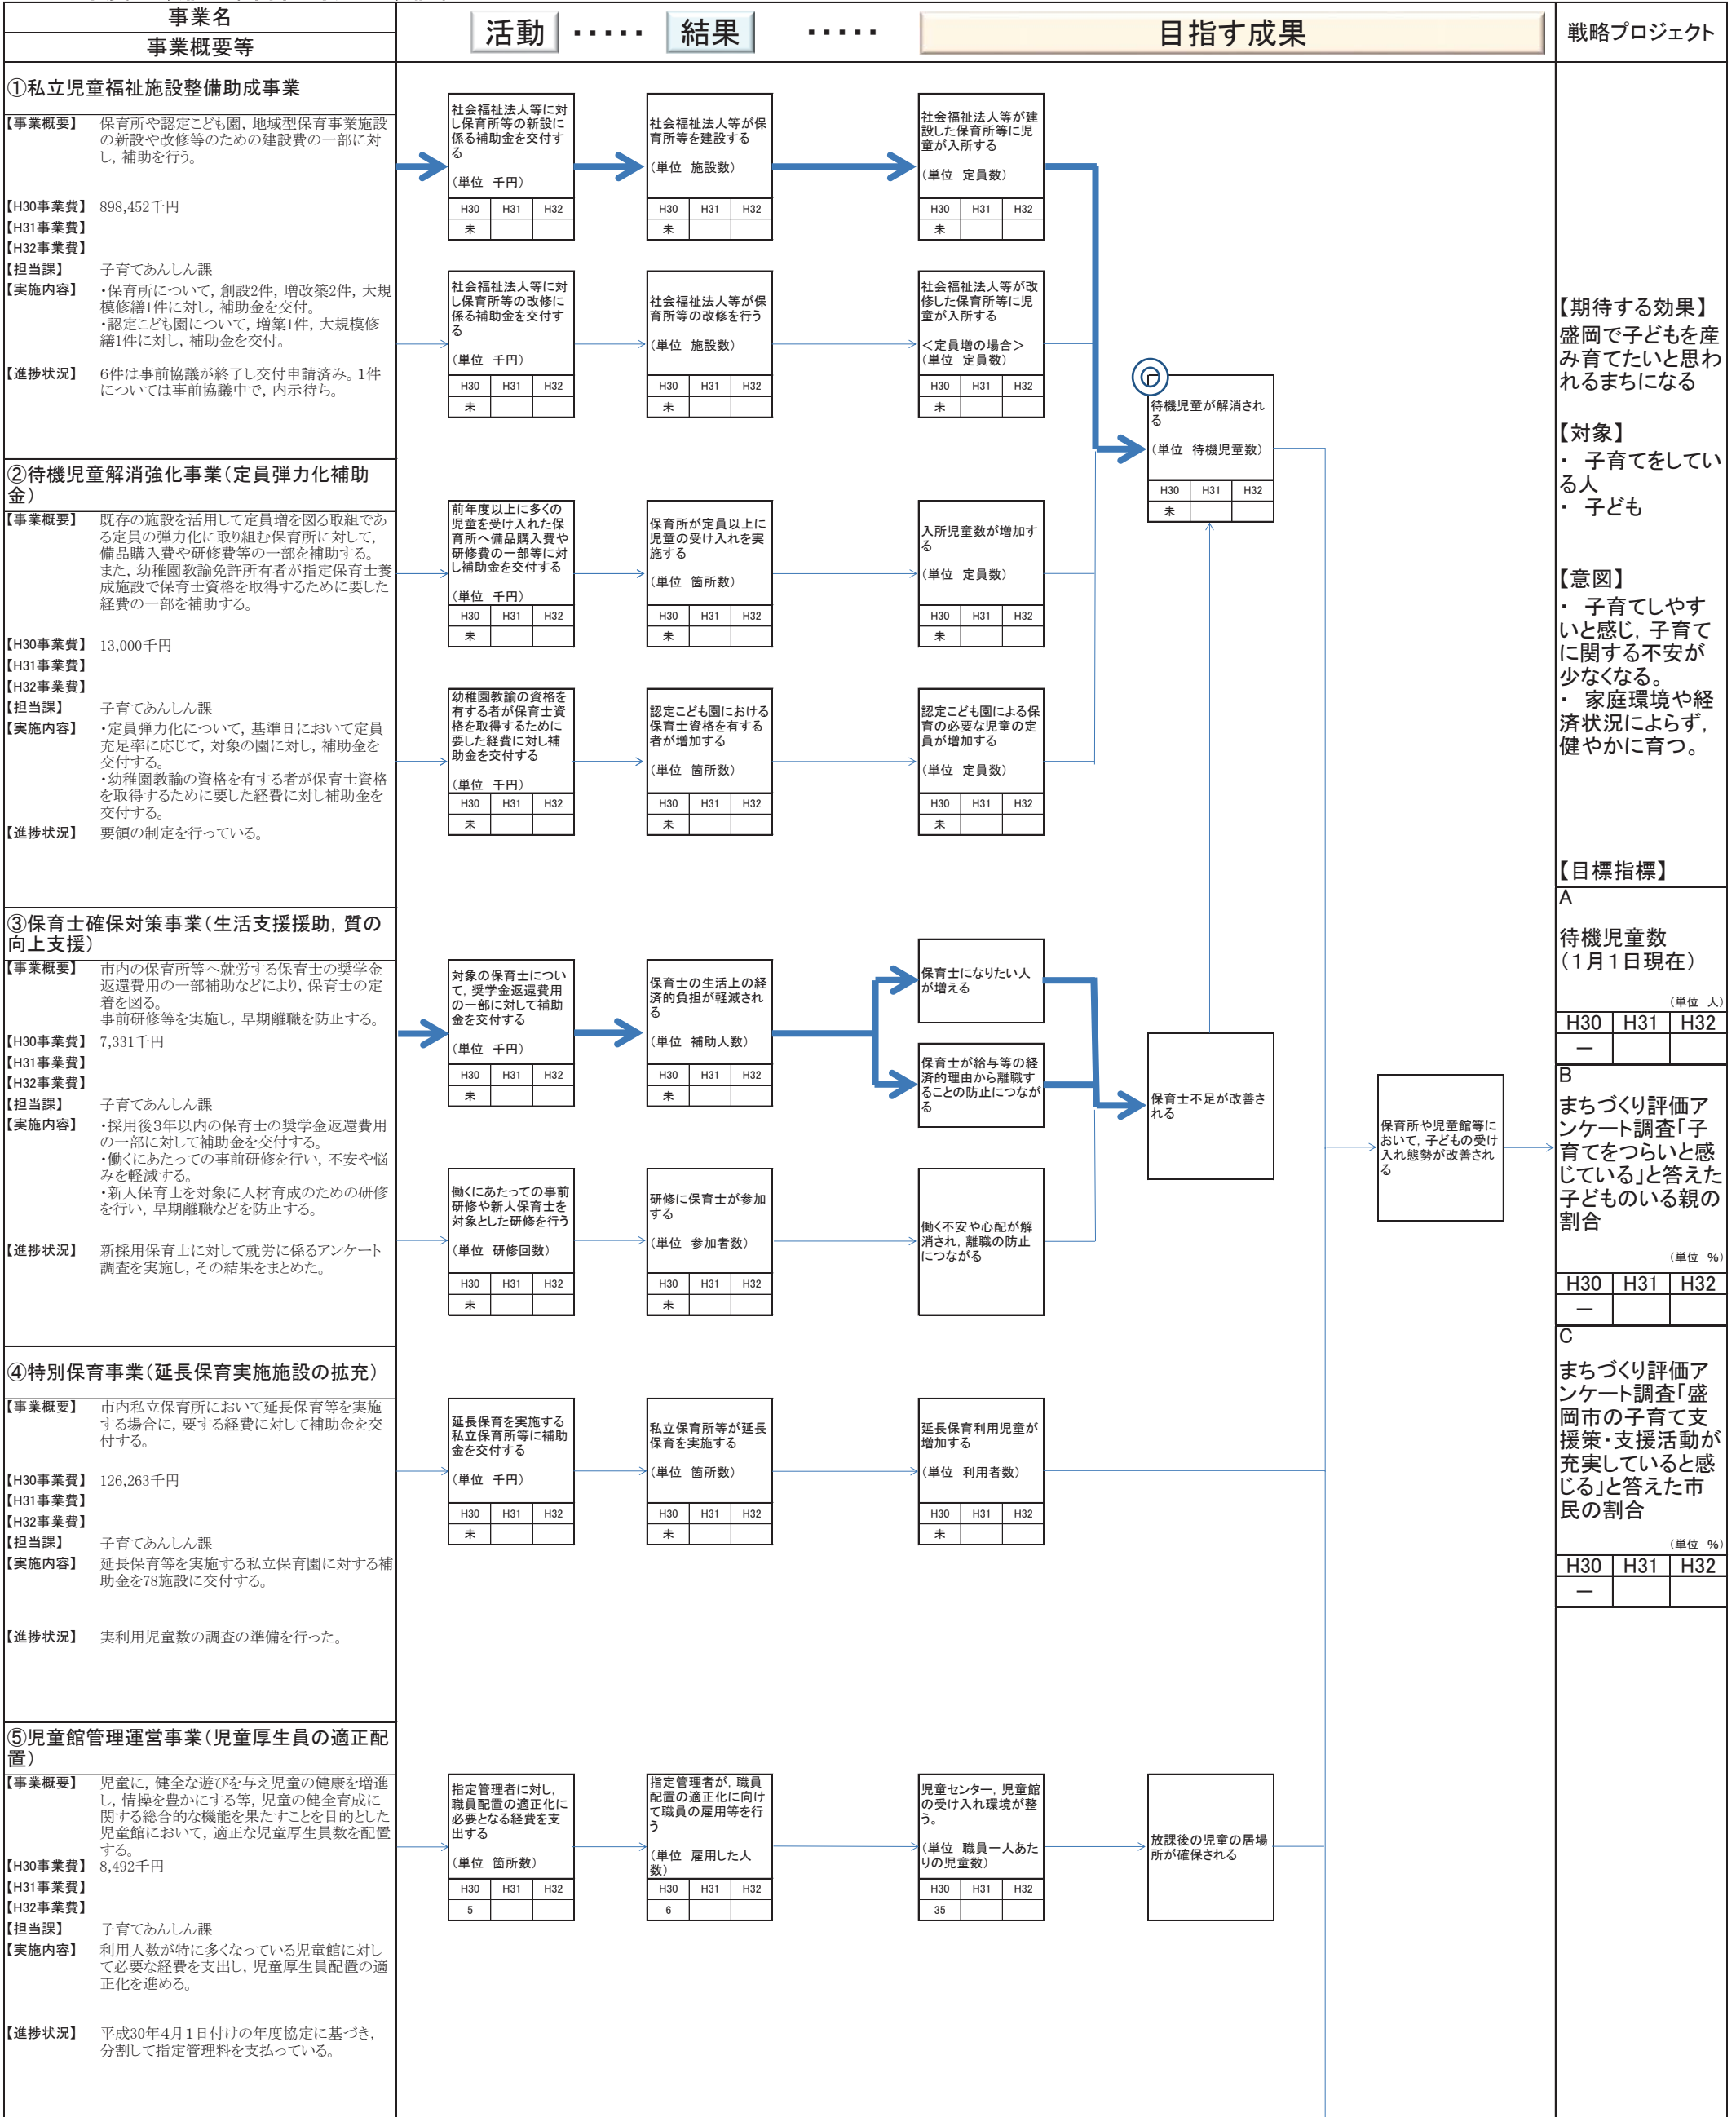 事業名
事業概要等
活動 ‥‥‥ 結果 ‥‥‥ 目指す成果
戦略プロジェクト
①私立児童福祉施設整備助成事業
【事業概要】 保育所や認定こども園，地域型保育事業施設
の新設や改修等のための建設費の一部に対
し，補助を行う。
【H30事業費】 898,452千円
【H31事業費】
【H32事業費】
【担当課】 子育てあんしん課
【実施内容】 ・保育所について，創設2件，増改築2件，大規
模修繕1件に対し，補助金を交付。
・認定こども園について，増築1件，大規模修
繕1件に対し，補助金を交付。
【進捗状況】 6件は事前協議が終了し交付申請済み。1件
については事前協議中で，内示待ち。
社会福祉法人等に対
し保育所等の新設に
係る補助金を交付す
る
（単位 千円）
H30 H31 H32
未
社会福祉法人等が保
育所等を建設する
（単位 施設数）
H30 H31 H32
未
社会福祉法人等が建
設した保育所等に児
童が入所する
（単位 定員数）
H30 H31 H32
未
社会福祉法人等に対
し保育所等の改修に
係る補助金を交付す
る
（単位 千円）
H30 H31 H32
未
社会福祉法人等が保
育所等の改修を行う
（単位 施設数）
H30 H31 H32
未
社会福祉法人等が改
修した保育所等に児
童が入所する
＜定員増の場合＞
（単位 定員数）
H30 H31 H32
未
待機児童が解消され
る
（単位 待機児童数）
H30 H31 H32
未
②待機児童解消強化事業（定員弾力化補助
金）
【事業概要】 既存の施設を活用して定員増を図る取組であ
る定員の弾力化に取り組む保育所に対して，
備品購入費や研修費等の一部を補助する。
また，幼稚園教諭免許所有者が指定保育士養
成施設で保育士資格を取得するために要した
経費の一部を補助する。
【H30事業費】 13,000千円
【H31事業費】
【H32事業費】
【担当課】 子育てあんしん課
【実施内容】 ・定員弾力化について，基準日において定員
充足率に応じて，対象の園に対し，補助金を
交付する。
・幼稚園教諭の資格を有する者が保育士資格
を取得するために要した経費に対し補助金を
交付する。
【進捗状況】 要領の制定を行っている。
前年度以上に多くの
児童を受け入れた保
育所へ備品購入費や
研修費の一部等に対
し補助金を交付する
（単位 千円）
H30 H31 H32
未
保育所が定員以上に
児童の受け入れを実
施する
（単位 箇所数）
H30 H31 H32
未
入所児童数が増加す
る
（単位 定員数）
H30 H31 H32
未
幼稚園教諭の資格を
有する者が保育士資
格を取得するために
要した経費に対し補
助金を交付する
（単位 千円）
H30 H31 H32
未
認定こども園における
保育士資格を有する
者が増加する
（単位 箇所数）
H30 H31 H32
未
認定こども園による保
育の必要な児童の定
員が増加する
（単位 定員数）
H30 H31 H32
未
③保育士確保対策事業（生活支援援助，質の
向上支援）
【事業概要】 市内の保育所等へ就労する保育士の奨学金
返還費用の一部補助などにより，保育士の定
着を図る。
事前研修等を実施し，早期離職を防止する。
【H30事業費】 7,331千円
【H31事業費】
【H32事業費】
【担当課】 子育てあんしん課
【実施内容】 ・採用後3年以内の保育士の奨学金返還費用
の一部に対して補助金を交付する。
・働くにあたっての事前研修を行い，不安や悩
みを軽減する。
・新人保育士を対象に人材育成のための研修
を行い，早期離職などを防止する。
【進捗状況】 新採用保育士に対して就労に係るアンケート
調査を実施し，その結果をまとめた。
対象の保育士につい
て，奨学金返還費用
の一部に対して補助
金を交付する
（単位 千円）
H30 H31 H32
未
保育士の生活上の経
済的負担が軽減され
る
（単位 補助人数）
H30 H31 H32
未
保育士になりたい人
が増える
保育士が給与等の経
済的理由から離職す
ることの防止につなが
る
保育士不足が改善さ
れる
働くにあたっての事前
研修や新人保育士を
対象とした研修を行う
（単位 研修回数）
H30 H31 H32
未
研修に保育士が参加
する
（単位 参加者数）
H30 H31 H32
未
働く不安や心配が解
消され，離職の防止
につながる
保育所や児童館等に
おいて，子どもの受け
入れ態勢が改善され
る
④特別保育事業（延長保育実施施設の拡充）
【事業概要】 市内私立保育所において延長保育等を実施
する場合に，要する経費に対して補助金を交
付する。
【H30事業費】 126,263千円
【H31事業費】
【H32事業費】
【担当課】 子育てあんしん課
【実施内容】 延長保育等を実施する私立保育園に対する補
助金を78施設に交付する。
【進捗状況】 実利用児童数の調査の準備を行った。
延長保育を実施する
私立保育所等に補助
金を交付する
（単位 千円）
H30 H31 H32
未
私立保育所等が延長
保育を実施する
（単位 箇所数）
H30 H31 H32
未
延長保育利用児童が
増加する
（単位 利用者数）
H30 H31 H32
未
⑤児童館管理運営事業（児童厚生員の適正配
置）
【事業概要】 児童に，健全な遊びを与え児童の健康を増進
し，情操を豊かにする等，児童の健全育成に
関する総合的な機能を果たすことを目的とした
児童館において，適正な児童厚生員数を配置
する。
【H30事業費】 8,492千円
【H31事業費】
【H32事業費】
【担当課】 子育てあんしん課
【実施内容】 利用人数が特に多くなっている児童館に対し
て必要な経費を支出し，児童厚生員配置の適
正化を進める。
【進捗状況】 平成30年4月1日付けの年度協定に基づき，
分割して指定管理料を支払っている。
指定管理者に対し，
職員配置の適正化に
必要となる経費を支
出する
（単位 箇所数）
H30 H31 H32
5
指定管理者が，職員
配置の適正化に向け
て職員の雇用等を行
う
（単位 雇用した人
数）
H30 H31 H32
6
児童センター，児童館
の受け入れ環境が整
う。
（単位 職員一人あた
りの児童数）
H30 H31 H32
35
放課後の児童の居場
所が確保される
【期待する効果】
盛岡で子どもを産
み育てたいと思わ
れるまちになる
【対象】
・ 子育てをしてい
る人
・ 子ども
【意図】
・ 子育てしやす
いと感じ，子育て
に関する不安が
少なくなる。
・ 家庭環境や経
済状況によらず，
健やかに育つ。
【目標指標】
A
待機児童数
（１月１日現在）
（単位 人）
H30 H31 H32
―
B
まちづくり評価ア
ンケート調査「子
育てをつらいと感
じている」と答えた
子どものいる親の
割合
（単位 ％）
H30 H31 H32
―
C
まちづくり評価ア
ンケート調査「盛
岡市の子育て支
援策・支援活動が
充実していると感
じる」と答えた市
民の割合
（単位 ％）
H30 H31 H32
―